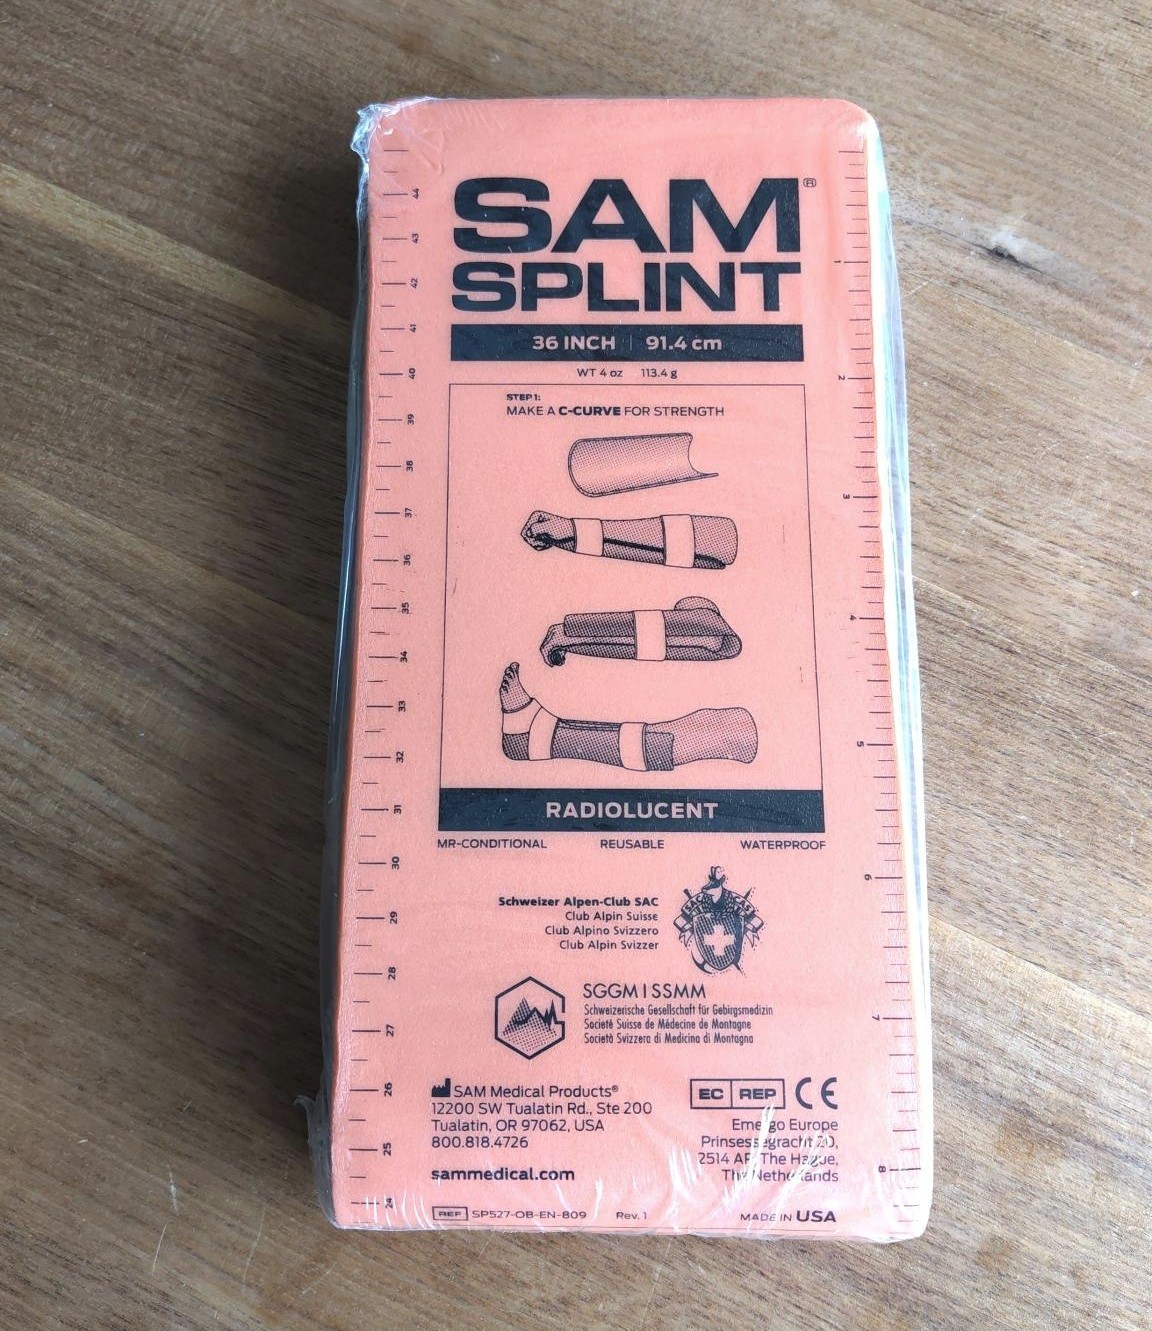 SAM®
SPLINT
36 INCH | 91.4 cm
WT 4 oz 113.4 g
STEP 1:
MAKE A C-CURVE FOR STRENGTH
RADIOLUCENT
MR-CONDITIONAL REUSABLE WATERPROOF
Schweizer Alpen-Club SAC
Club Alpin Suisse
Club Alpino Svizzero
Club Alpin Svizzer
SAC CAS
SGGM | SSMM
Schweizerische Gesellschaft für Gebirgsmedizin
Societé Suisse de Médecine de Montagne
Società Svizzera di Medicina di Montagna
SAM Medical Products®
12200 SW Tualatin Rd., Ste 200
Tualatin, OR 97062, USA
800.818.4726
sammedical.com
EC REP CE
Emergo Europe
Prinsessegracht 20,
2514 AP The Hague,
The Netherlands
REF SP527-OB-EN-809 Rev. 1 MADE IN USA
44
43
42
41
40
39
38
37
36
35
34
33
32
31
30
29
28
27
26
25
24
1
2
3
4
5
6
7
8